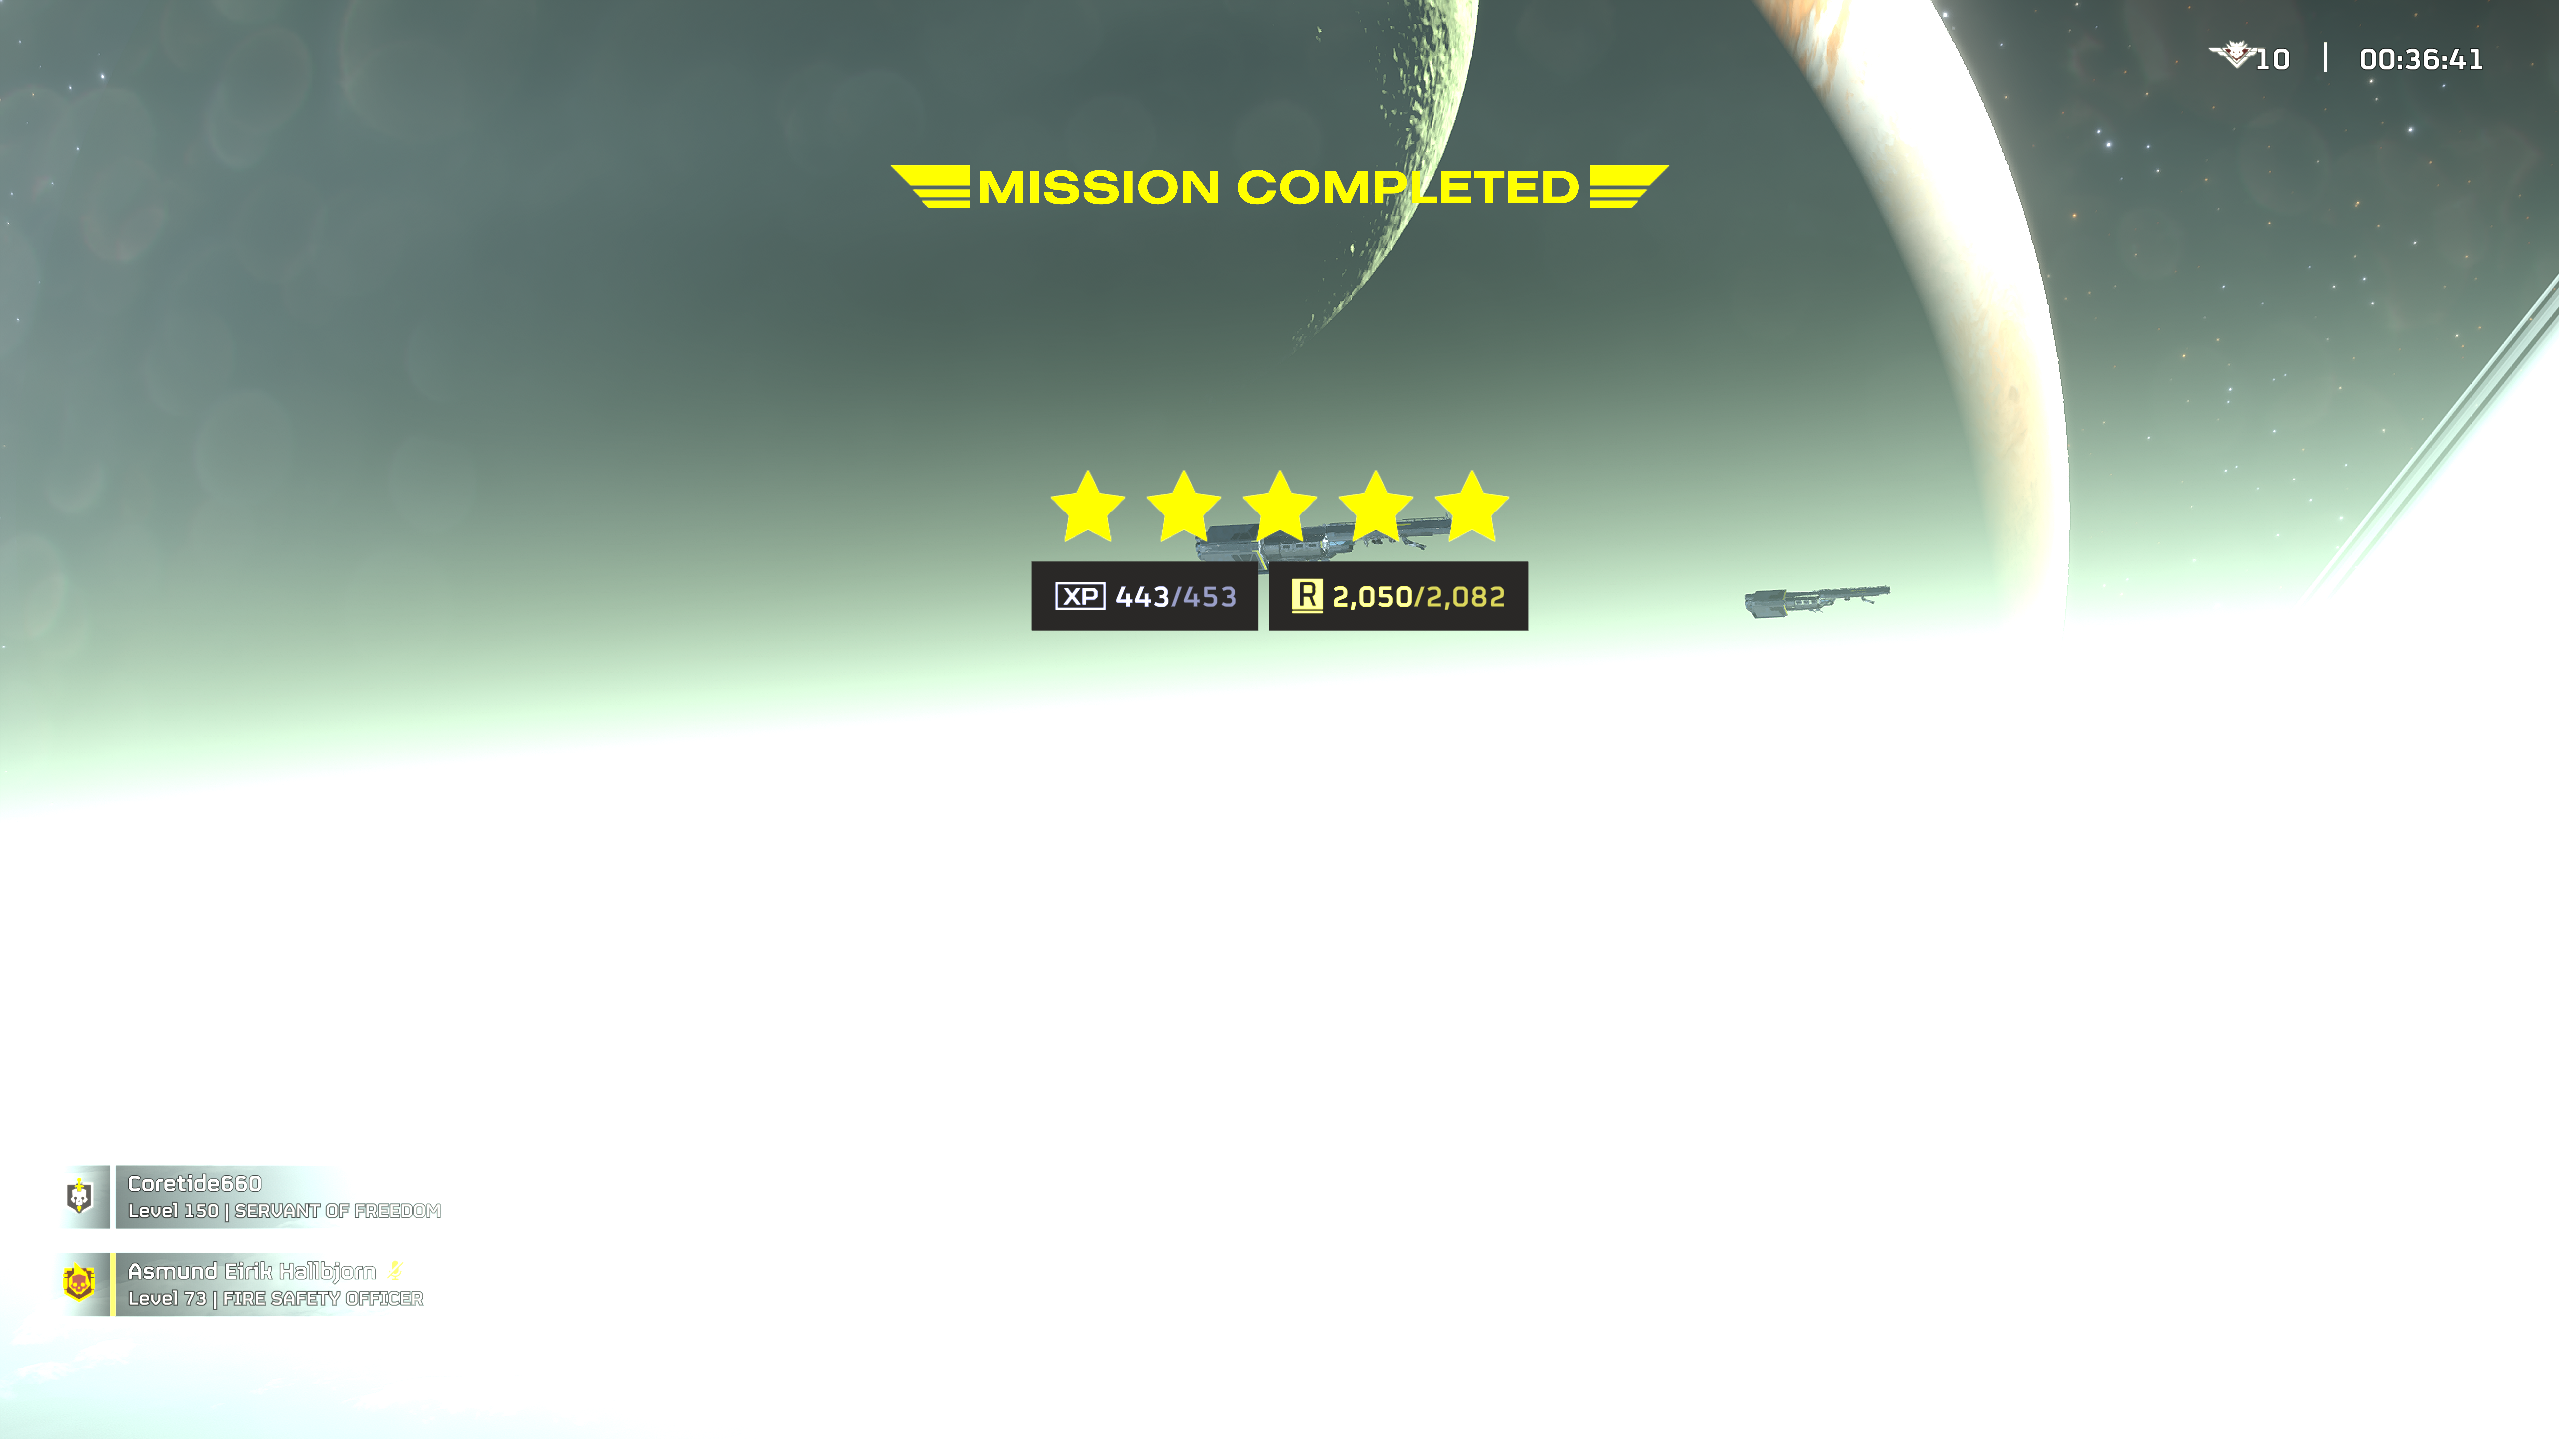 10 | 00:36:41
MISSION COMPLETED
XP 443/453 R 2,050/2,082
Coretide660
Level 150 | SERVANT OF FREEDOM
Asmund Eirik Hallbjorn
Level 73 | FIRE SAFETY OFFICER